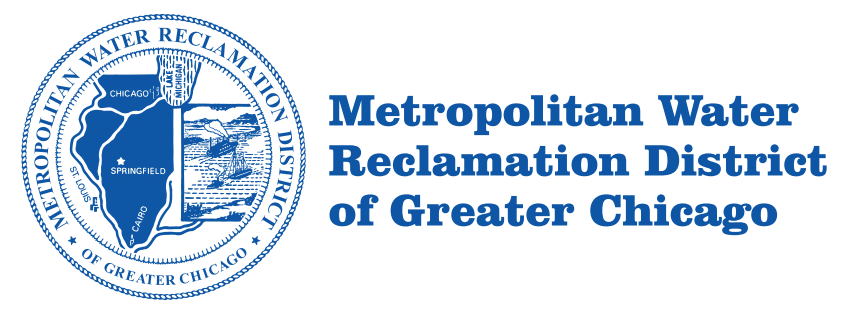 METROPOLITAN WATER RECLAMATION DISTRICT
OF GREATER CHICAGO
LAKE
MICHIGAN
CHICAGO
SPRINGFIELD
ST. LOUIS
CAIRO
Metropolitan Water
Reclamation District
of Greater Chicago